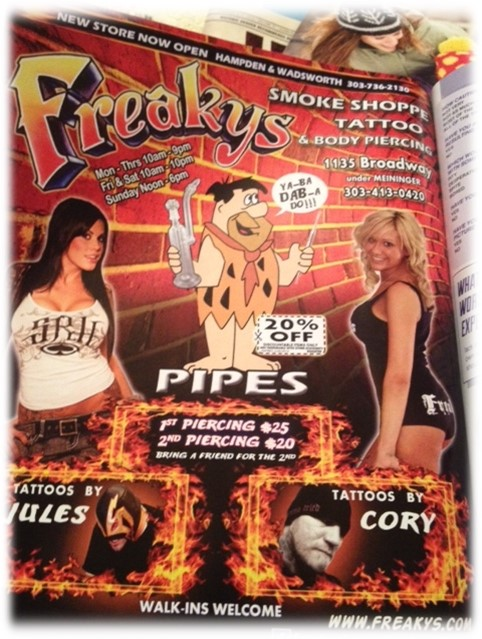 NEW STORE NOW OPEN HAMPDEN & WADSWORTH 303-736-2130
Freakys
SMOKE SHOPPE
TATTOO
& BODY PIERCING
1135 Broadway
under MEININGER
303-413-0420
Mon - Thrs 10am - 9pm
Fri & Sat 10am - 10pm
Sunday Noon - 6pm
YA-BA
DAB-A
DO)))
20%
OFF
PIPES
1ST PIERCING $25
2ND PIERCING $20
BRING A FRIEND FOR THE 2ND
TATTOOS BY
JULES
TATTOOS BY
CORY
WALK-INS WELCOME
WWW.FREAKYS.COM